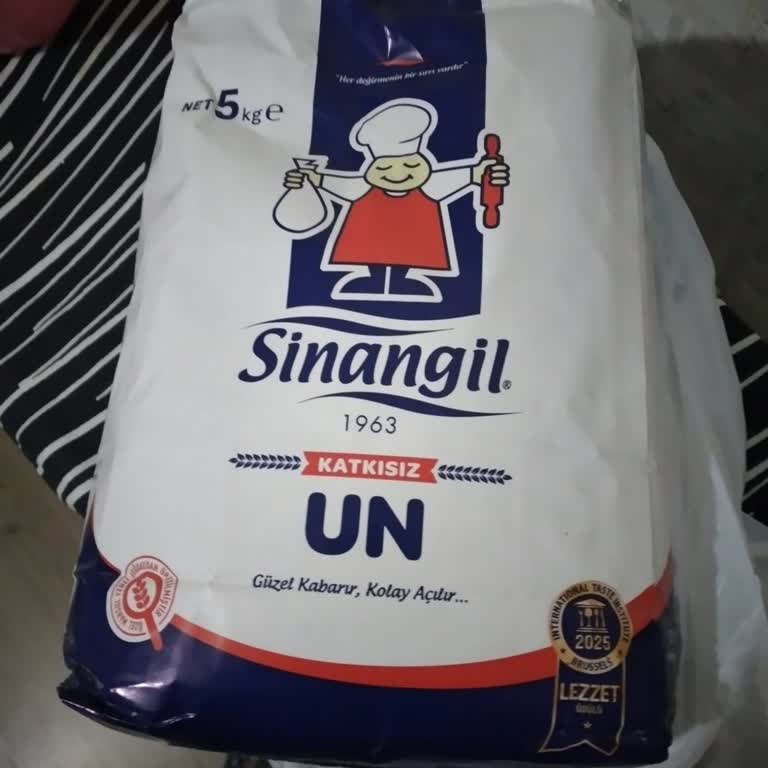 "Her değirmenin bir sırrı vardır"
NET 5 kg e
Sinangil®
1963
KATKISIZ
UN
Güzel Kabarır, Kolay Açılır...
INTERNATIONAL TASTE INSTITUTE
2025
BRUSSELS
LEZZET
ÖDÜLÜ